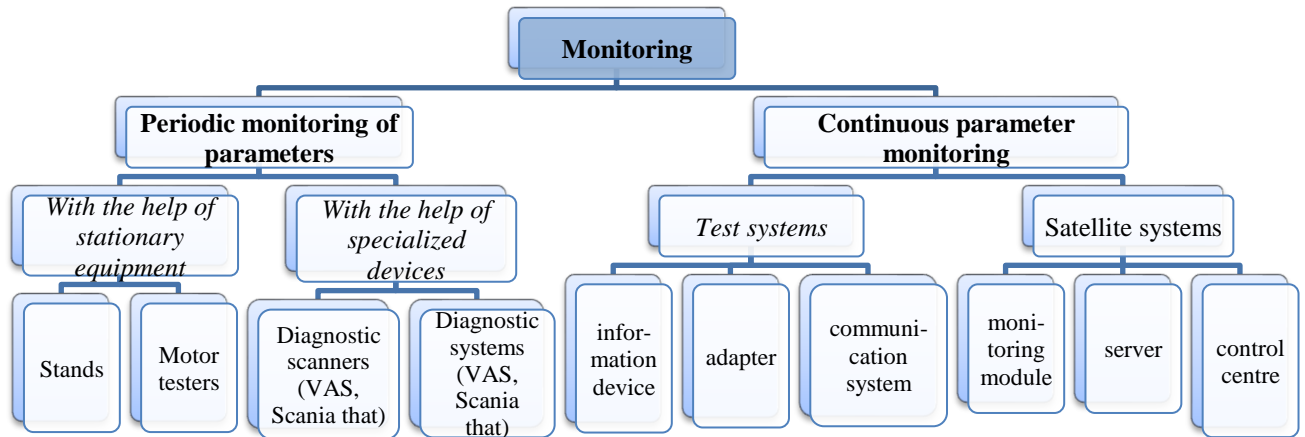 Monitoring
Periodic monitoring of
parameters
Continuous parameter
monitoring
With the help of
stationary
equipment
With the help of
specialized
devices
Test systems
Satellite systems
Stands
Motor
testers
Diagnostic
scanners
(VAS,
Scania that)
Diagnostic
systems
(VAS,
Scania
that)
infor-
mation
device
adapter
communi-
cation
system
moni-
toring
module
server
control
centre